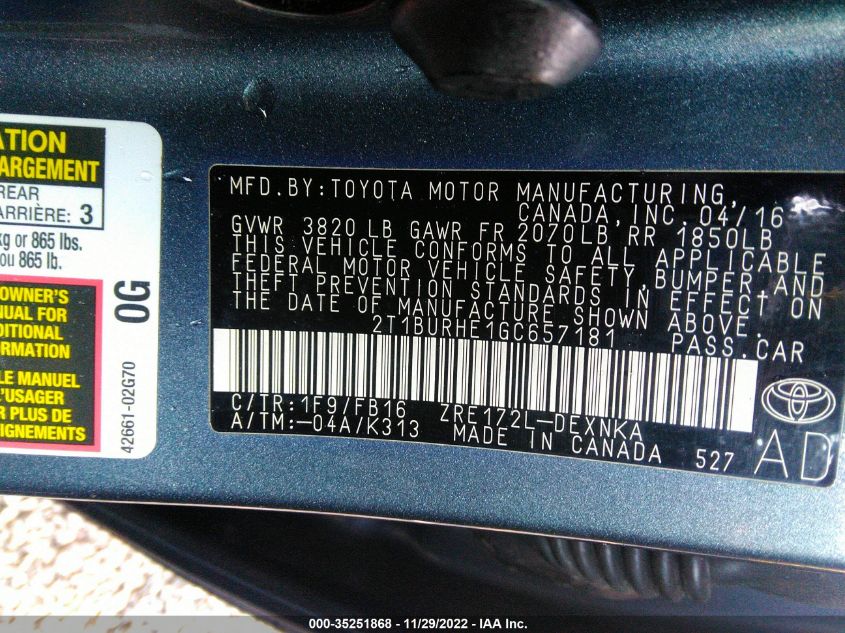 ATION
ARGEMENT
REAR
ARRIÈRE: 3
kg or 865 lbs.
ou 865 lb.
OWNER'S
NUAL FOR
DITIONAL
RMATION
LE MANUEL
L'USAGER
R PLUS DE
IGNEMENTS
0G
42661-02G70
MFD.BY:TOYOTA MOTOR MANUFACTURING,
CANADA, INC. 04/16
GVWR 3820 LB GAWR FR 2070LB RR 1850LB
THIS VEHICLE CONFORMS TO ALL APPLICABLE
FEDERAL MOTOR VEHICLE SAFETY, BUMPER, AND
THEFT PREVENTION STANDARDS IN EFFECT ON
THE DATE OF MANUFACTURE SHOWN ABOVE.
2T1BURHE1GC657181 PASS.CAR
C/TR:1F9/FB16 ZRE172L-DEXNKA
A/TM:-04A/K313 MADE IN CANADA 527
AD
000-35251868 - 11/29/2022 - IAA Inc.